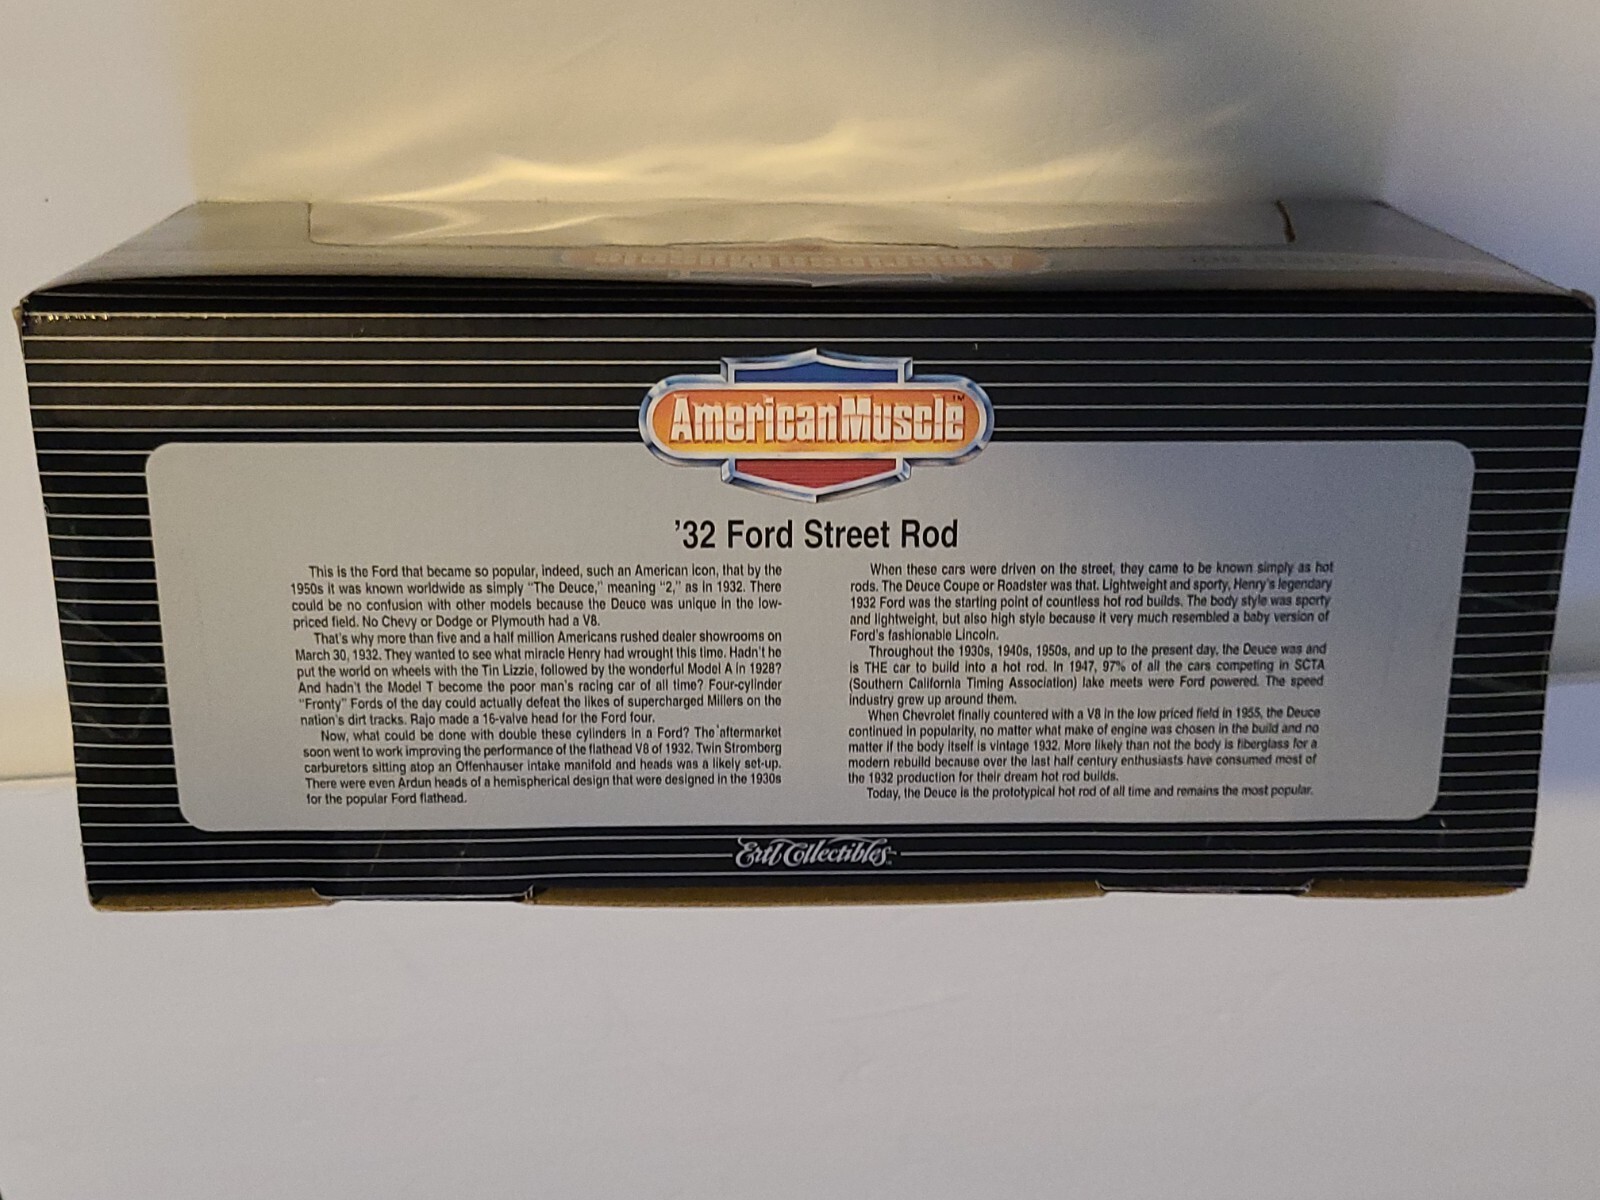 AmericanMuscle™
'32 Ford Street Rod
This is the Ford that became so popular, indeed, such an American icon, that by the
1950s it was known worldwide as simply "The Deuce," meaning "2," as in 1932. There
could be no confusion with other models because the Deuce was unique in the low-
priced field. No Chevy or Dodge or Plymouth had a V8.
That's why more than five and a half million Americans rushed dealer showrooms on
March 30, 1932. They wanted to see what miracle Henry had wrought this time. Hadn't he
put the world on wheels with the Tin Lizzie, followed by the wonderful Model A in 1928?
And hadn't the Model T become the poor man's racing car of all time? Four-cylinder
"Fronty" Fords of the day could actually defeat the likes of supercharged Millers on the
nation's dirt tracks. Rajo made a 16-valve head for the Ford four.
Now, what could be done with double these cylinders in a Ford? The aftermarket
soon went to work improving the performance of the flathead V8 of 1932. Twin Stromberg
carburetors sitting atop an Offenhauser intake manifold and heads was a likely set-up.
There were even Ardun heads of a hemispherical design that were designed in the 1930s
for the popular Ford flathead.
When these cars were driven on the street, they came to be known simply as hot
rods. The Deuce Coupe or Roadster was that. Lightweight and sporty, Henry's legendary
1932 Ford was the starting point of countless hot rod builds. The body style was sporty
and lightweight, but also high style because it very much resembled a baby version of
Ford's fashionable Lincoln.
Throughout the 1930s, 1940s, 1950s, and up to the present day, the Deuce was and
is THE car to build into a hot rod. In 1947, 97% of all the cars competing in SCTA
(Southern California Timing Association) lake meets were Ford powered. The speed
industry grew up around them.
When Chevrolet finally countered with a V8 in the low priced field in 1955, the Deuce
continued in popularity, no matter what make of engine was chosen in the build and no
matter if the body itself is vintage 1932. More likely than not the body is fiberglass for a
modern rebuild because over the last half century enthusiasts have consumed most of
the 1932 production for their dream hot rod builds.
Today, the Deuce is the prototypical hot rod of all time and remains the most popular.
Ertl Collectibles